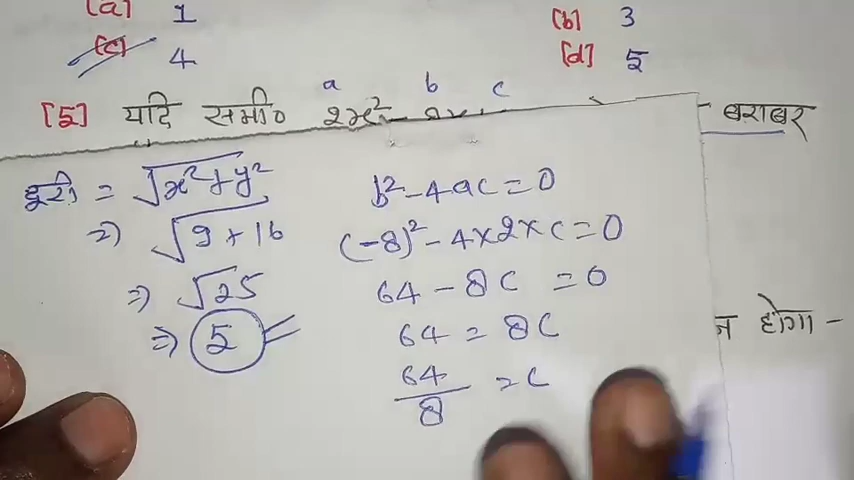 [a] 1 [b] 3
[c] 4 [d] 5
a b c
[5] यदि समी० 2x² बराबर
दूरी = √x²+y²
⇒ √9+16
⇒ √25
⇒ 5
b²-4ac=0
(-8)²-4×2×c=0
64-8c =0
64=8c
64/8 =c
होगा-